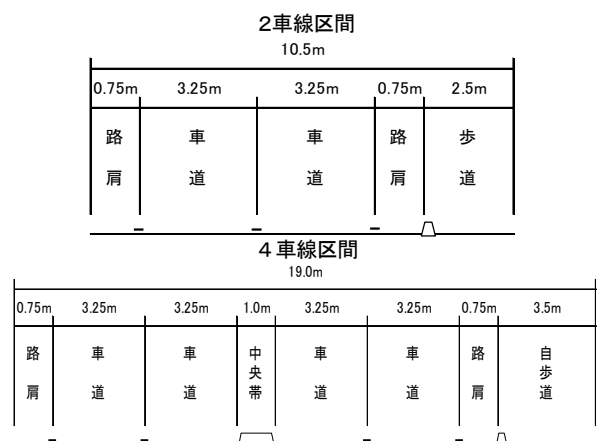 2車線区間
10.5m
0.75m 3.25m 3.25m 0.75m 2.5m
路肩 車道 車道 路肩 歩道
4車線区間
19.0m
0.75m 3.25m 3.25m 1.0m 3.25m 3.25m 0.75m 3.5m
路肩 車道 車道 中央帯 車道 車道 路肩 自歩道